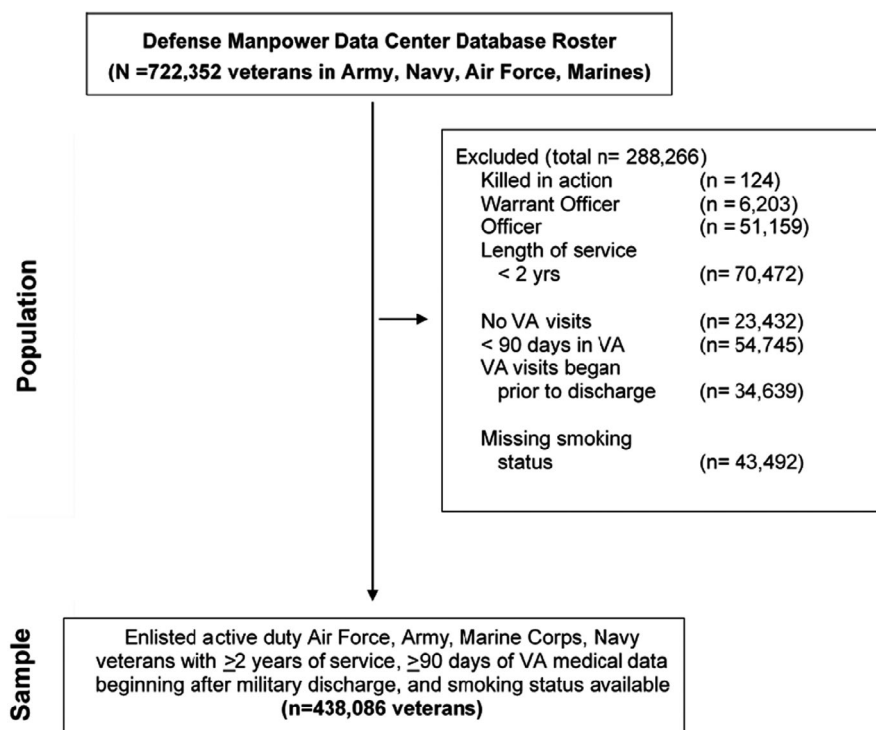 Defense Manpower Data Center Database Roster
(N =722,352 veterans in Army, Navy, Air Force, Marines)
Population
Excluded (total n= 288,266)
Killed in action (n = 124)
Warrant Officer (n = 6,203)
Officer (n = 51,159)
Length of service
< 2 yrs (n= 70,472)
No VA visits (n= 23,432)
< 90 days in VA (n= 54,745)
VA visits began
prior to discharge (n= 34,639)
Missing smoking
status (n= 43,492)
Sample
Enlisted active duty Air Force, Army, Marine Corps, Navy
veterans with ≥2 years of service, ≥90 days of VA medical data
beginning after military discharge, and smoking status available
(n=438,086 veterans)